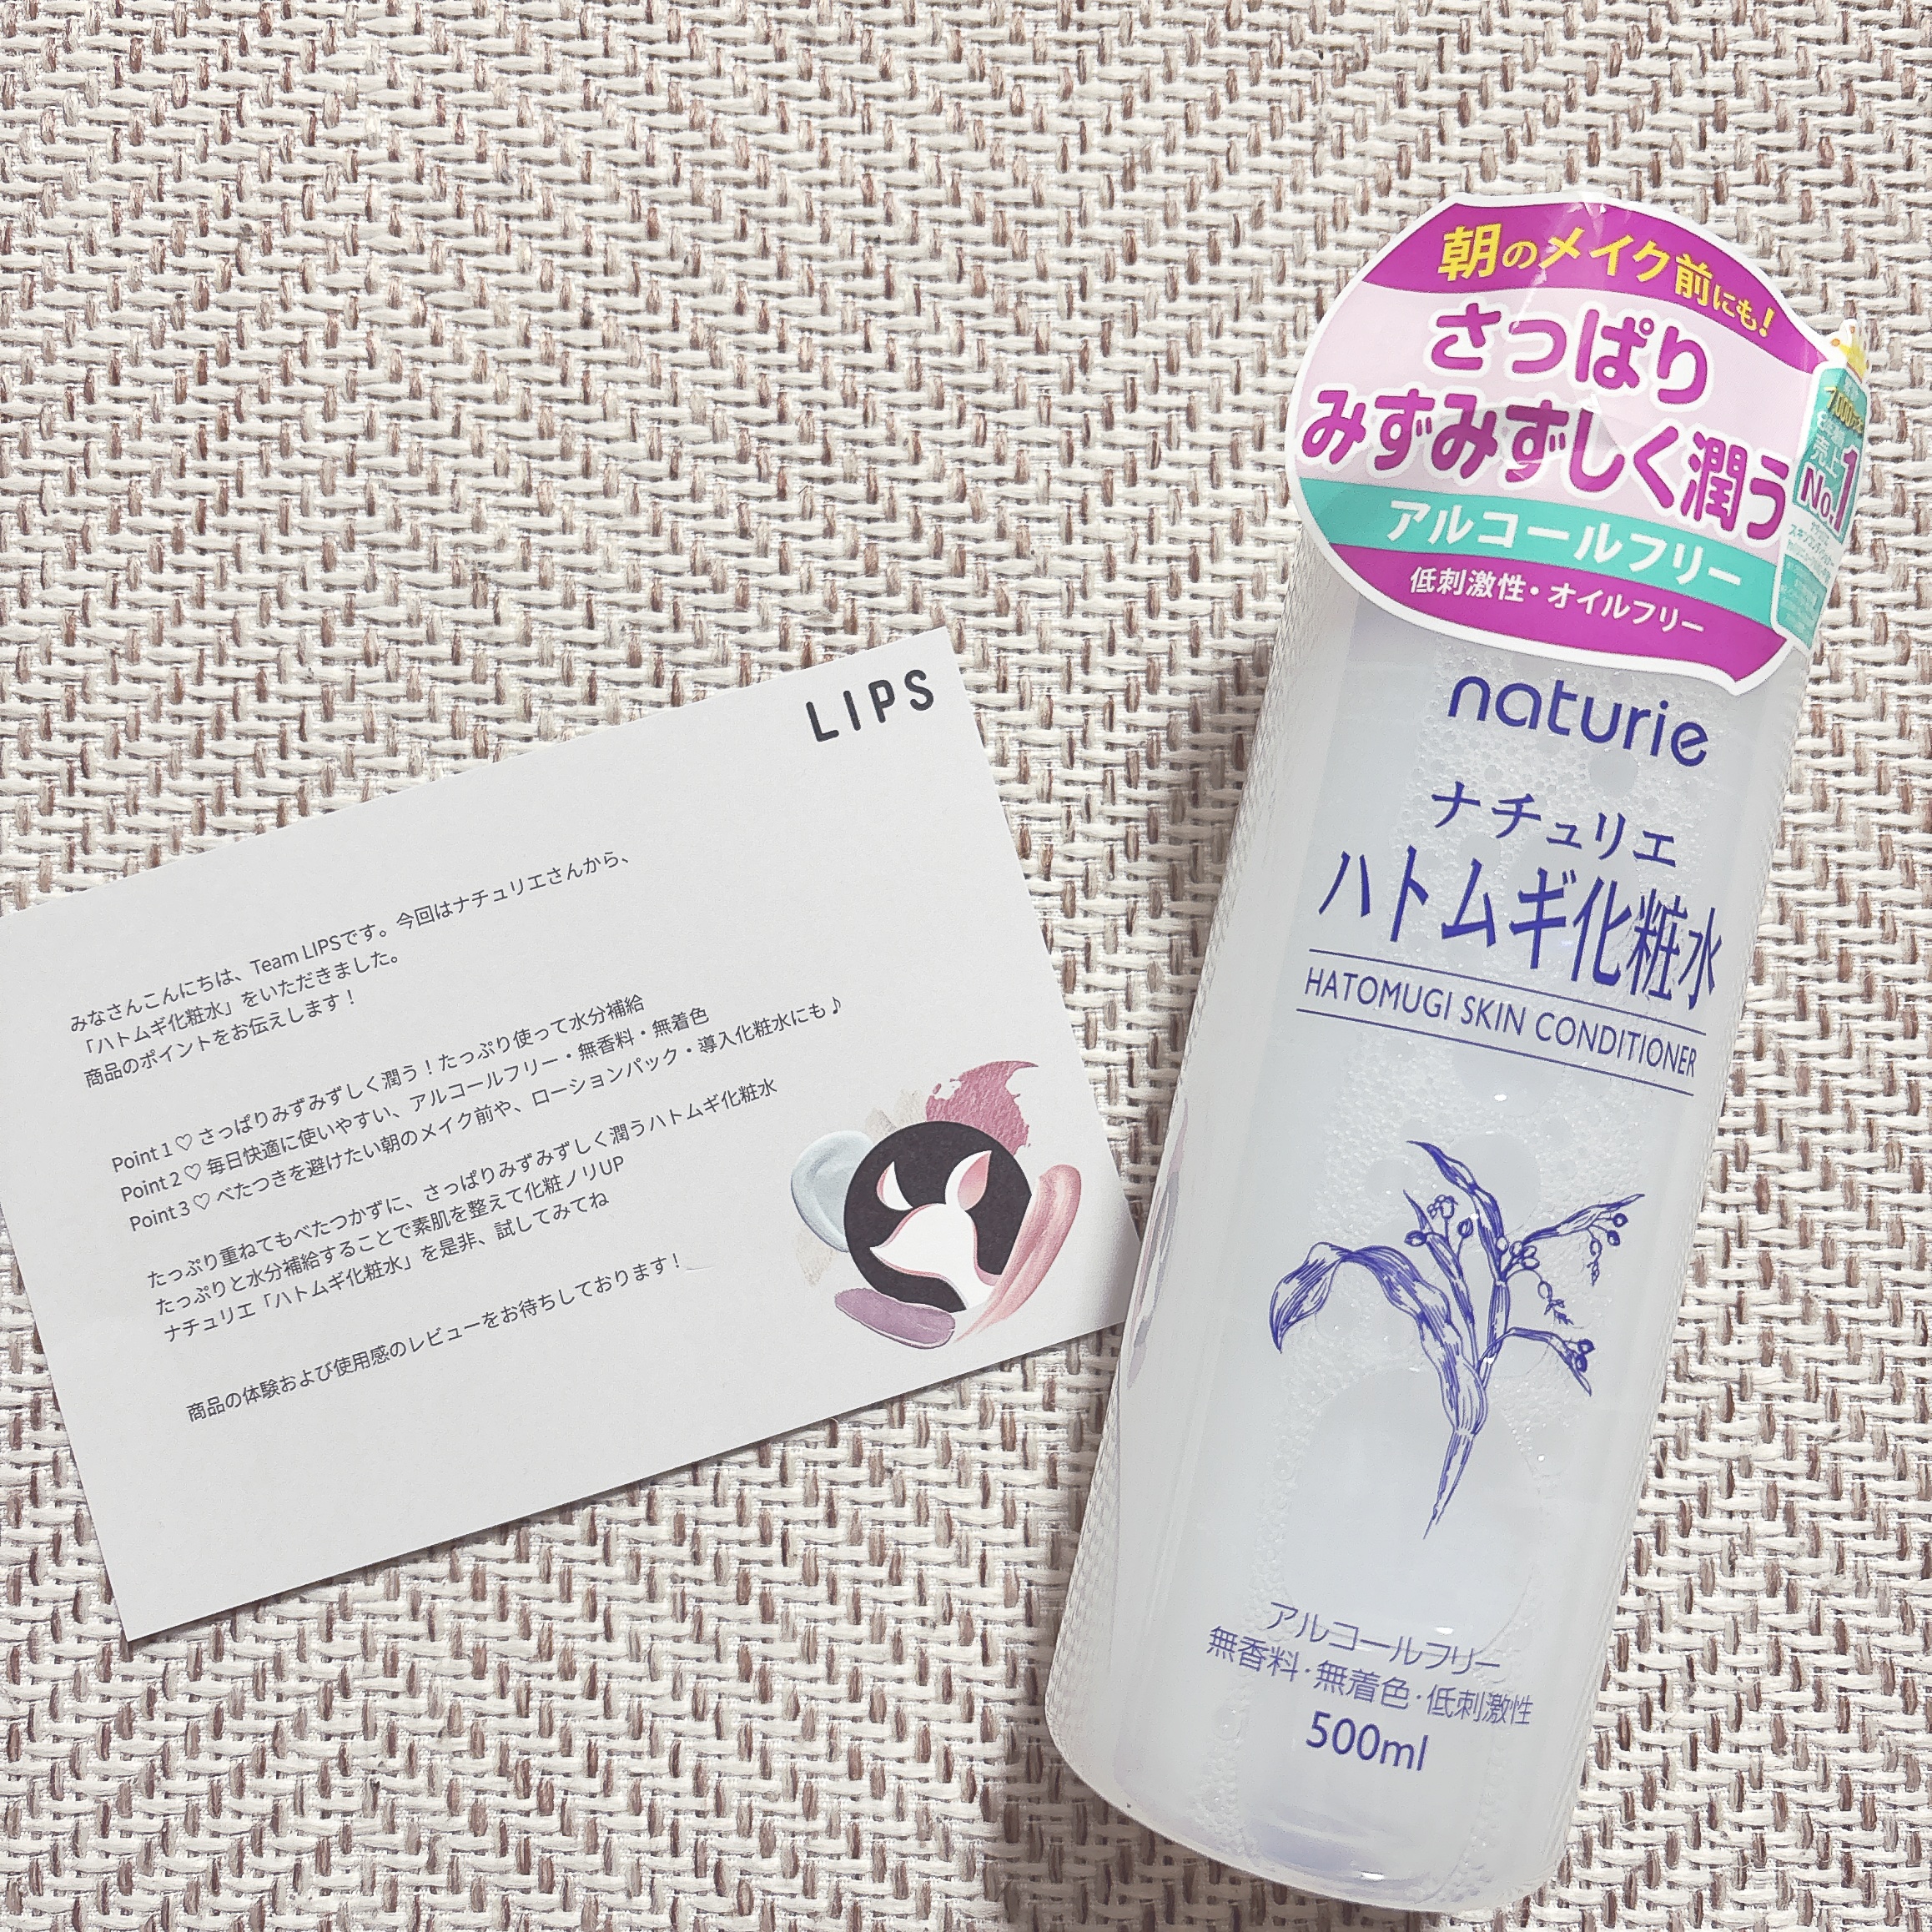 LIPS
みなさんこんにちは、Team LIPSです。今回はナチュリエさんから、
「ハトムギ化粧水」をいただきました。
商品のポイントをお伝えします！
Point 1♡ さっぱりみずみずしく潤う！たっぷり使って水分補給
Point 2♡ 毎日快適に使いやすい、アルコールフリー・無香料・無着色
Point 3♡ べたつきを避けたい朝のメイク前や、ローションパック・導入化粧水にも♪
たっぷり重ねてもべたつかずに、さっぱりみずみずしく潤うハトムギ化粧水
たっぷりと水分補給することで素肌を整えて化粧ノリUP
ナチュリエ「ハトムギ化粧水」を是非、試してみてね
商品の体験および使用感のレビューをお待ちしております！
朝のメイク前にも!
さっぱり
みずみずしく潤う
アルコールフリー
低刺激性・オイルフリー
売上
No.1
naturie
ナチュリエ
ハトムギ化粧水
HATOMUGI SKIN CONDITIONER
アルコールフリー
無香料・無着色・低刺激性
500ml